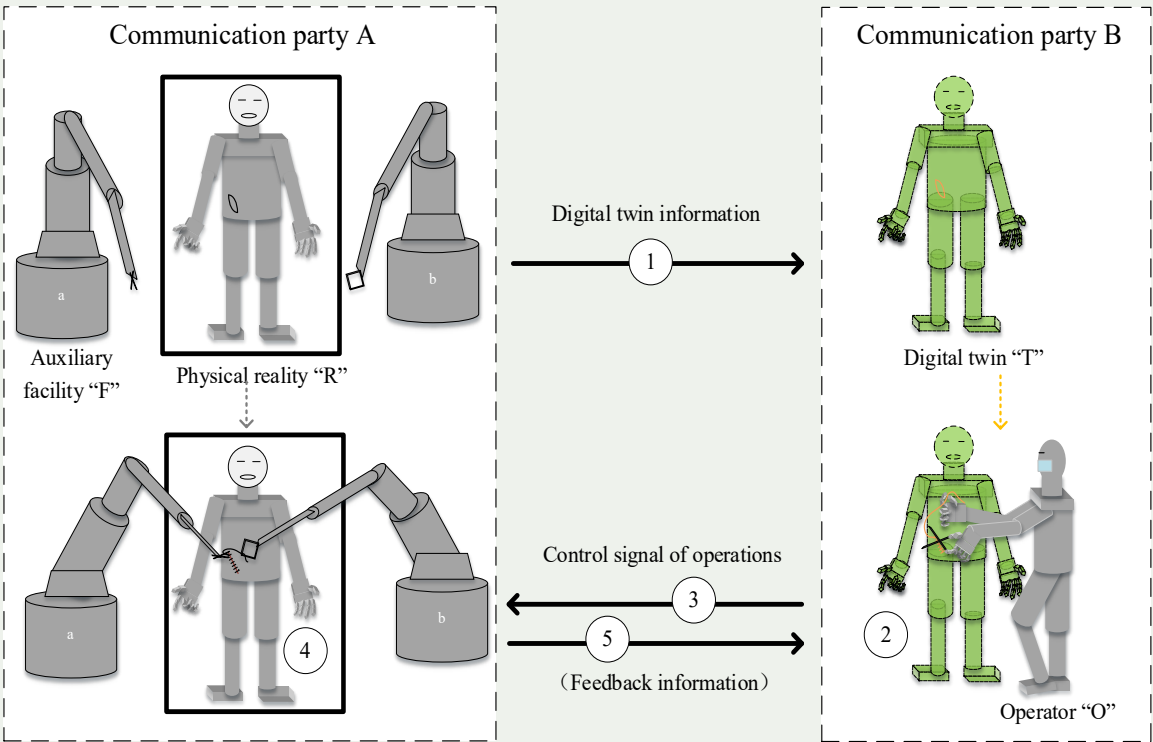 Communication party A
Communication party B
a
b
Digital twin information
1
Auxiliary
facility “F”
Physical reality “R”
Digital twin “T”
a
b
4
Control signal of operations
3
5
（Feedback information）
2
Operator “O”